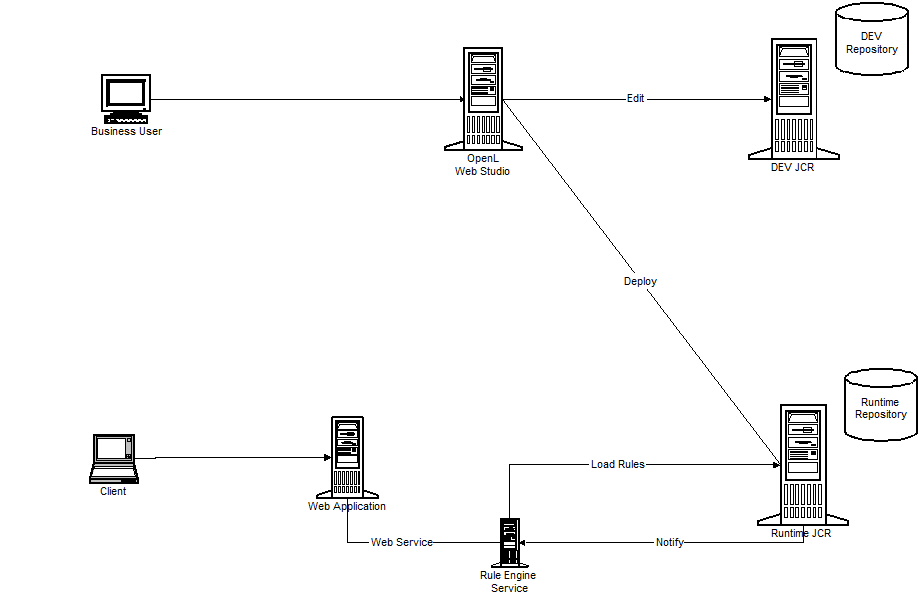 DEV
Repository
Edit
Business User
OpenL
Web Studio
DEV JCR
Deploy
Runtime
Repository
Load Rules
Client
Web Application
Runtime JCR
Web Service
Notify
Rule Engine
Service